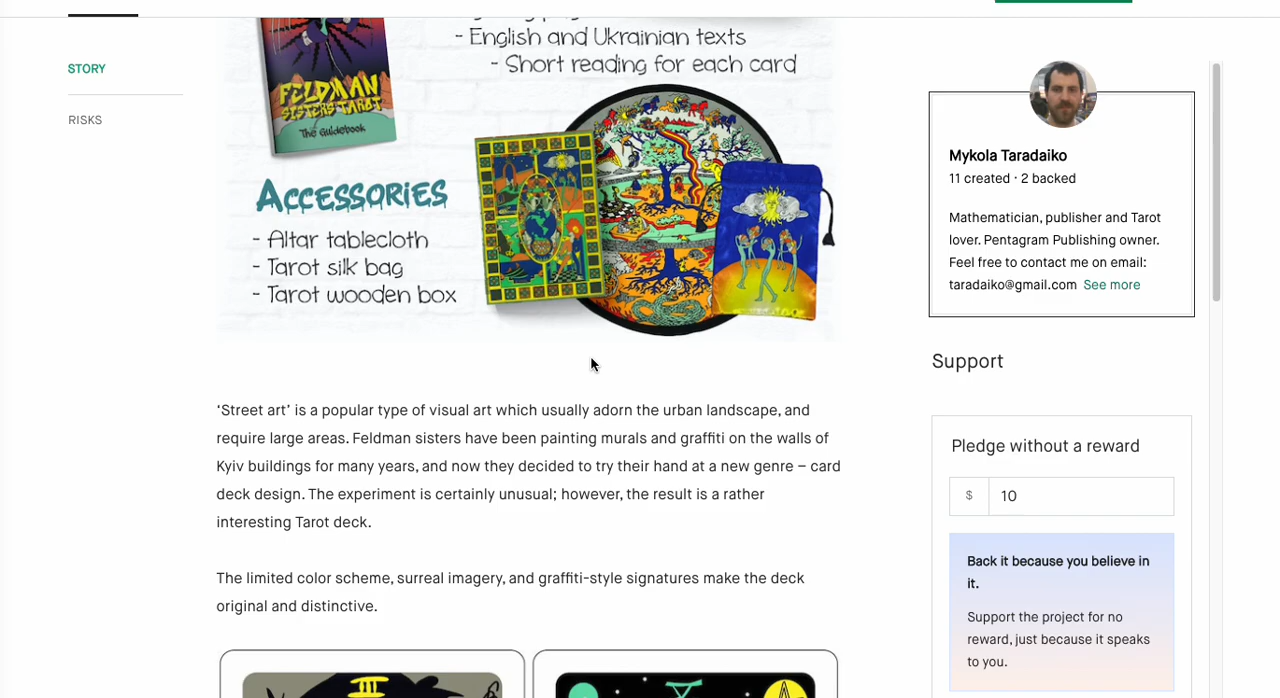 STORY
RISKS
- English and Ukrainian texts
- Short reading for each card
FELDMAN
SISTERS TAROT
The Guidebook
ACCESSORIES
- Altar tablecloth
- Tarot silk bag
- Tarot wooden box
'Street art' is a popular type of visual art which usually adorn the urban landscape, and
require large areas. Feldman sisters have been painting murals and graffiti on the walls of
Kyiv buildings for many years, and now they decided to try their hand at a new genre – card
deck design. The experiment is certainly unusual; however, the result is a rather
interesting Tarot deck.
The limited color scheme, surreal imagery, and graffiti-style signatures make the deck
original and distinctive.
III
Mykola Taradaiko
11 created · 2 backed
Mathematician, publisher and Tarot
lover. Pentagram Publishing owner.
Feel free to contact me on email:
taradaiko@gmail.com See more
Support
Pledge without a reward
$ 10
Back it because you believe in
it.
Support the project for no
reward, just because it speaks
to you.